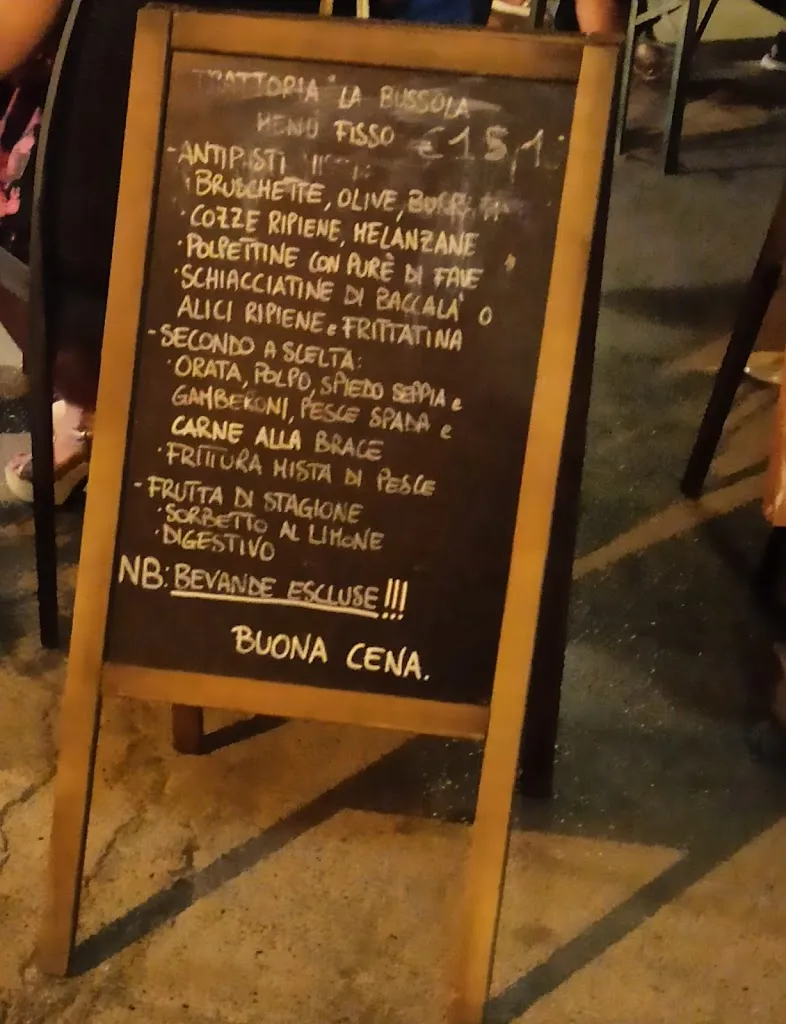 TRATTORIA "LA BUSSOLA
MENÙ FISSO € 15,
- ANTIPASTI
· BRUSCHETTE, OLIVE,
· COZZE RIPIENE, MELANZANE
· POLPETTINE CON PURÈ DI FAVE
· SCHIACCIATINE DI BACCALÀ O
ALICI RIPIENE e FRITTATINA
- SECONDO A SCELTA:
· ORATA, POLPO, SPIEDO SEPPIA e
GAMBERONI, PESCE SPADA e
CARNE ALLA BRACE
· FRITTURA MISTA DI PESCE
- FRUTTA DI STAGIONE
· SORBETTO AL LIMONE
· DIGESTIVO
NB: BEVANDE ESCLUSE!!!
BUONA CENA.